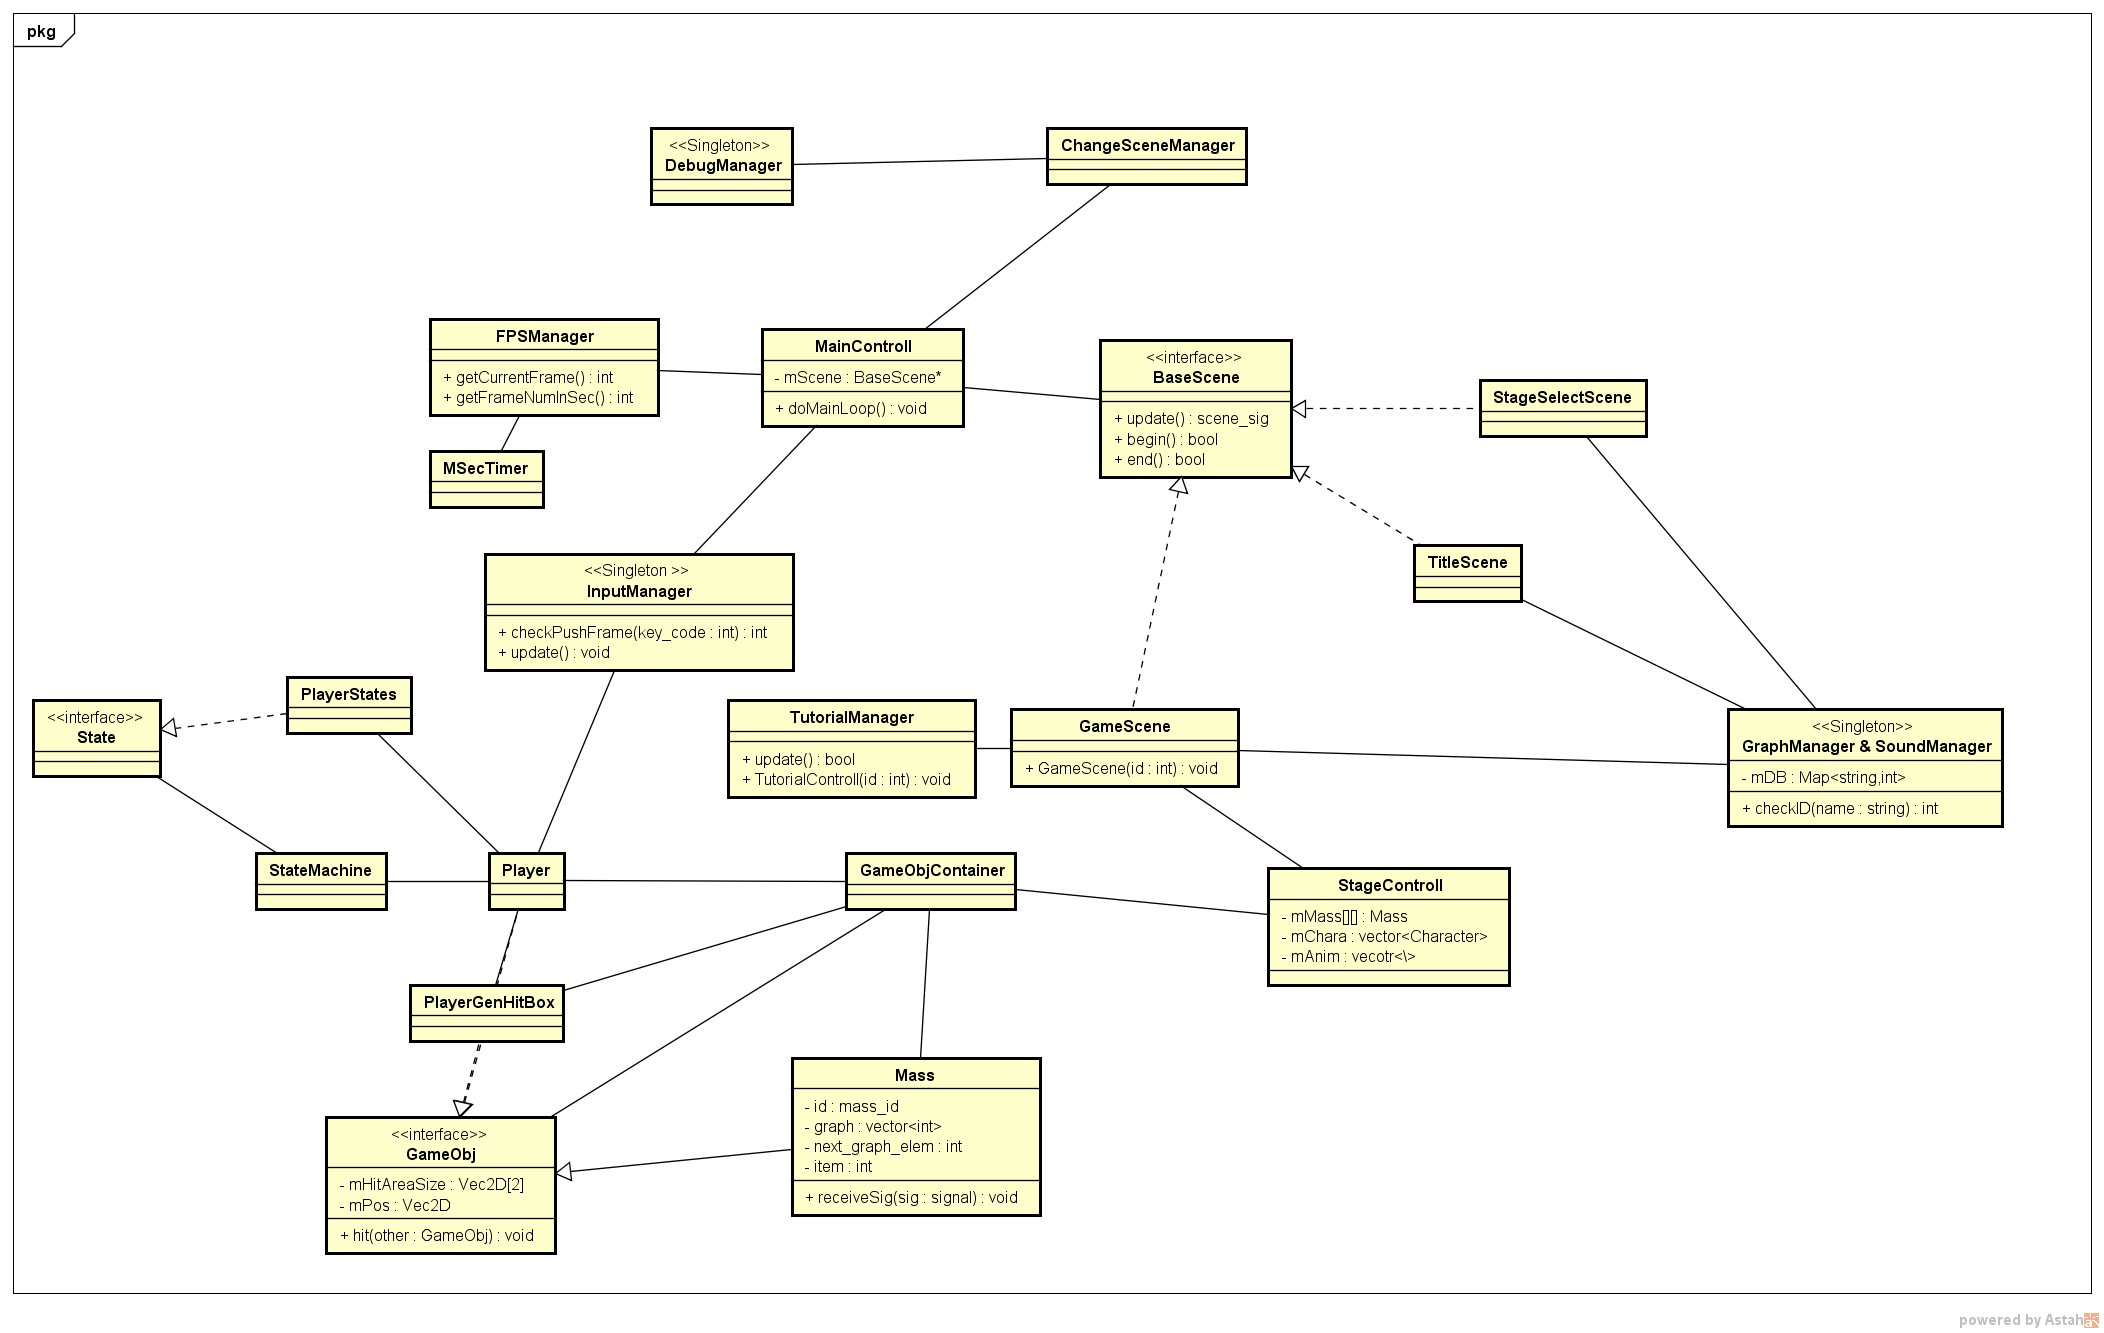 pkg
<<Singleton>>
DebugManager
ChangeSceneManager
FPSManager
+ getCurrentFrame() : int
+ getFrameNumInSec() : int
MainControll
- mScene : BaseScene*
+ doMainLoop() : void
<<interface>>
BaseScene
+ update() : scene_sig
+ begin() : bool
+ end() : bool
StageSelectScene
MSecTimer
TitleScene
<<Singleton >>
InputManager
+ checkPushFrame(key_code : int) : int
+ update() : void
PlayerStates
<<interface>>
State
TutorialManager
+ update() : bool
+ TutorialControll(id : int) : void
GameScene
+ GameScene(id : int) : void
<<Singleton>>
GraphManager & SoundManager
- mDB : Map<string,int>
+ checkID(name : string) : int
StateMachine
Player
GameObjContainer
StageControll
- mMass[][] : Mass
- mChara : vector<Character>
- mAnim : vecotr<\>
PlayerGenHitBox
Mass
- id : mass_id
- graph : vector<int>
- next_graph_elem : int
- item : int
+ receiveSig(sig : signal) : void
<<interface>>
GameObj
- mHitAreaSize : Vec2D[2]
- mPos : Vec2D
+ hit(other : GameObj) : void
powered by Astah